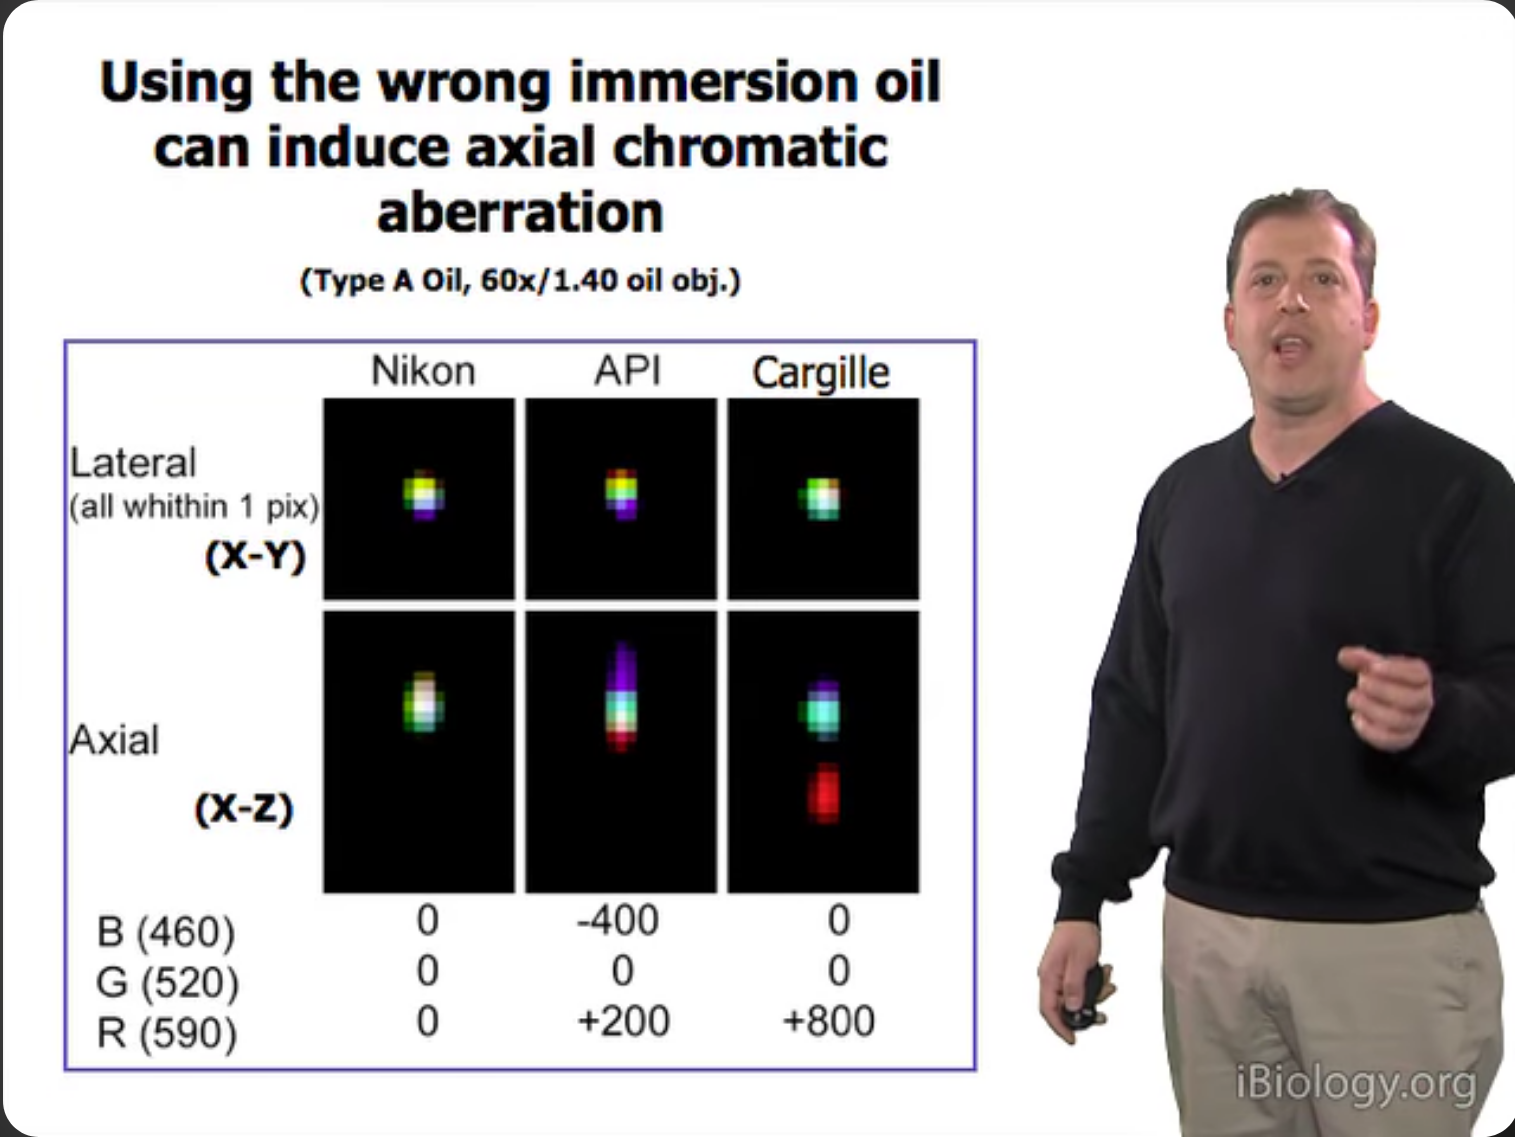 Using the wrong immersion oil
can induce axial chromatic
aberration
(Type A Oil, 60x/1.40 oil obj.)
Nikon API Cargille
Lateral
(all whithin 1 pix)
(X-Y)
Axial
(X-Z)
B (460) 0 -400 0
G (520) 0 0 0
R (590) 0 +200 +800
iBiology.org